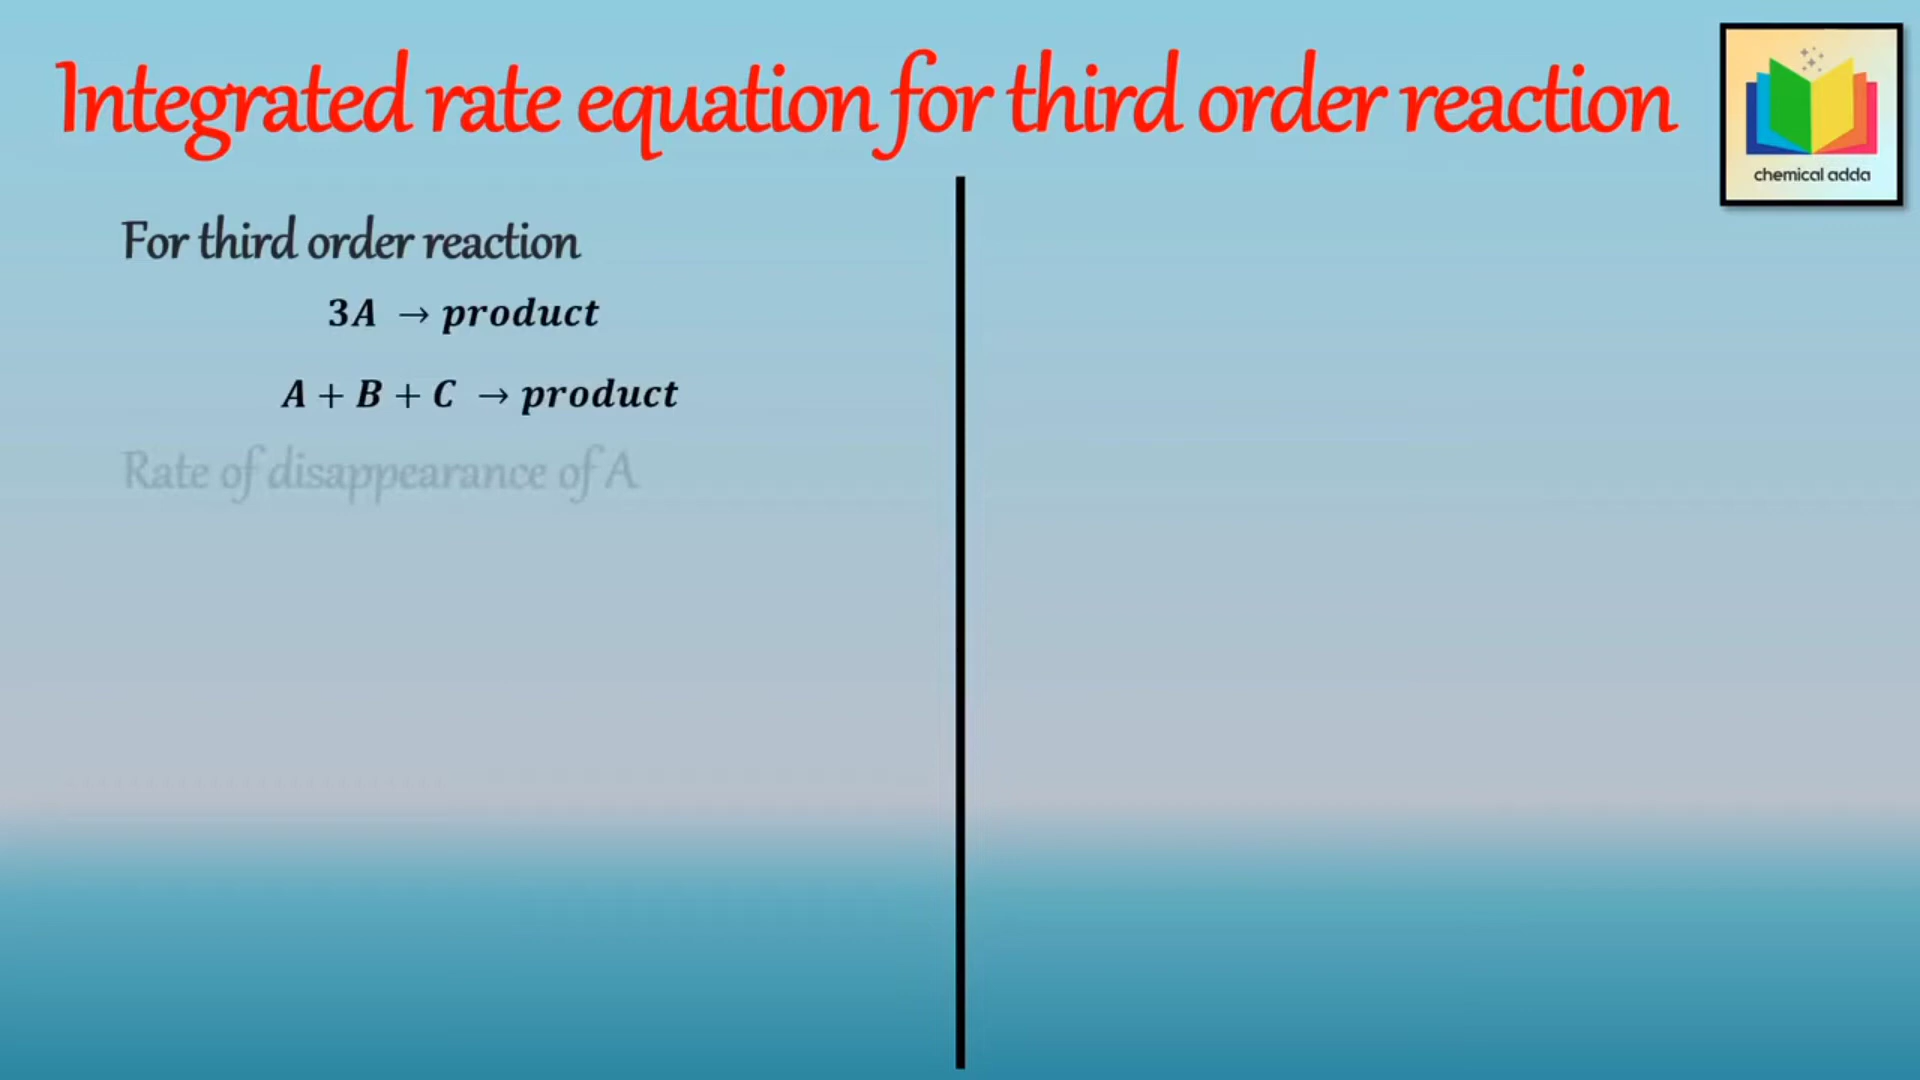 Integrated rate equation for third order reaction
chemical adda
For third order reaction
3A → product
A + B + C → product
Rate of disappearance of A